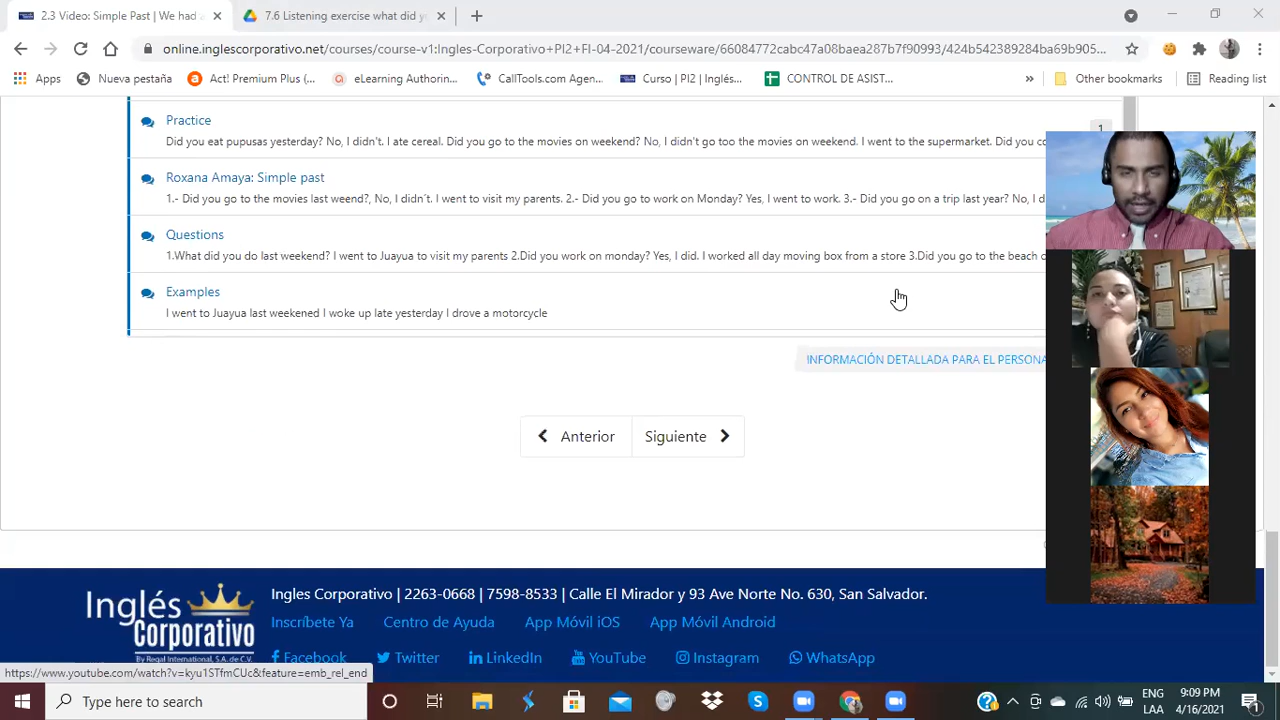 2.3 Video: Simple Past | We had
7.6 Listening exercise what did yo
online.inglescorporativo.net/courses/course-v1:Ingles-Corporativo+PI2+FI-04-2021/courseware/66084772cabc47a08baea287b7f90993/424b542389284ba69b905...
Apps
Nueva pestaña
Act! Premium Plus (...
eLearning Authorin...
CallTools.com Agen...
Curso | PI2 | Inglés...
CONTROL DE ASIST...
»
Other bookmarks
Reading list
Practice
1
Did you eat pupusas yesterday? No, I didn't. I ate cereal. Did you go to the movies on weekend? No, I didn't go too the movies on weekend. I went to the supermarket. Did you co
Roxana Amaya: Simple past
1.- Did you go to the movies last weend?, No, I didn´t. I went to visit my parents. 2.- Did you go to work on Monday? Yes, I went to work. 3.- Did you go on a trip last year? No, I d
Questions
1.What did you do last weekend? I went to Juayua to visit my parents 2.Did you work on monday? Yes, I did. I worked all day moving box from a store 3.Did you go to the beach o
Examples
I went to Juayua last weekened I woke up late yesterday I drove a motorcycle
INFORMACIÓN DETALLADA PARA EL PERSONA
Anterior
Siguiente
Inglés Corporativo
By Regal International, S.A. de C.V.
Ingles Corporativo | 2263-0668 | 7598-8533 | Calle El Mirador y 93 Ave Norte No. 630, San Salvador.
Inscríbete Ya
Centro de Ayuda
App Móvil iOS
App Móvil Android
Facebook
Twitter
LinkedIn
YouTube
Instagram
WhatsApp
https://www.youtube.com/watch?v=kyu1STfmCUc&feature=emb_rel_end
Type here to search
ENG
LAA
9:09 PM
4/16/2021
1